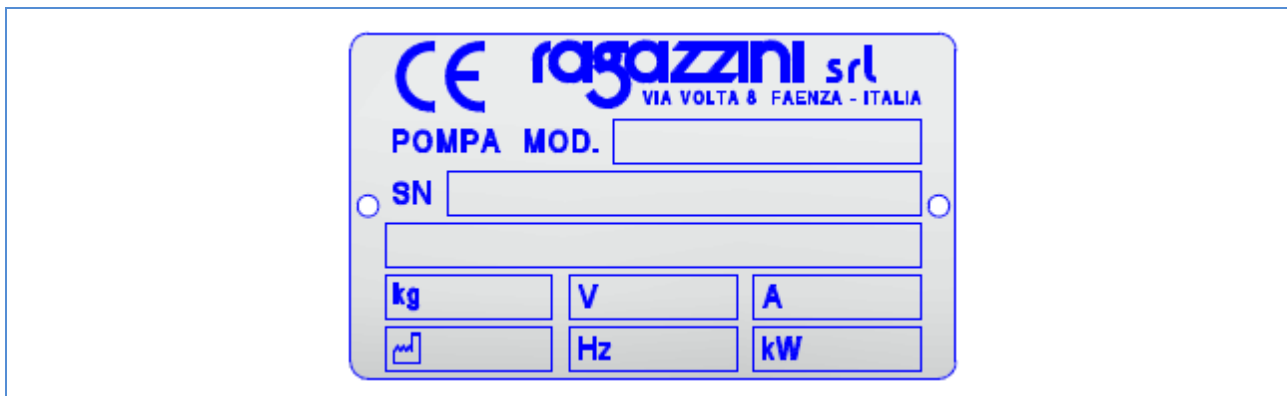 CE ragazzini srl
VIA VOLTA 8 FAENZA - ITALIA
POMPA MOD.
SN
kg V A
Hz kW